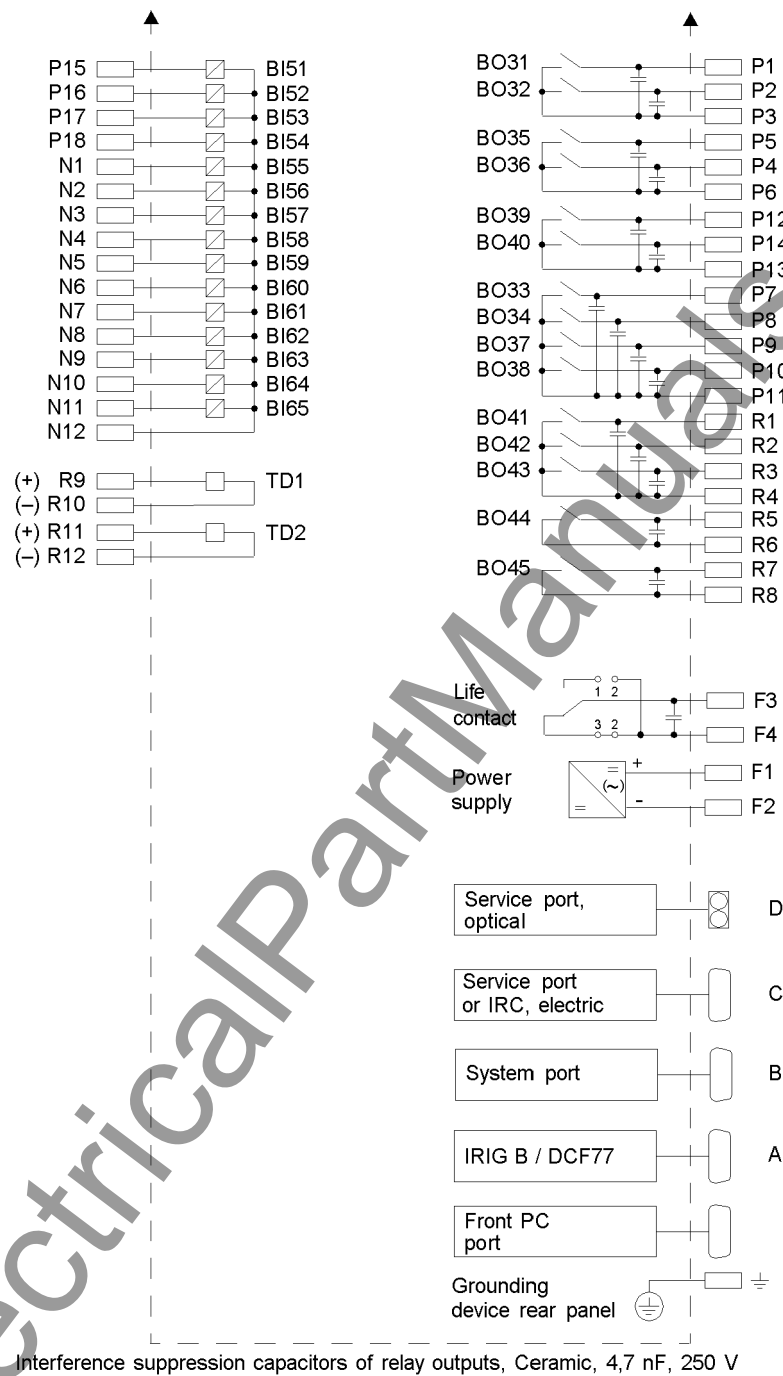 P15 BI51
P16 BI52
P17 BI53
P18 BI54
N1 BI55
N2 BI56
N3 BI57
N4 BI58
N5 BI59
N6 BI60
N7 BI61
N8 BI62
N9 BI63
N10 BI64
N11 BI65
N12
(+) R9 TD1
(–) R10
(+) R11 TD2
(–) R12
BO31 P1
BO32 P2
P3
BO35 P5
BO36 P4
P6
BO39 P12
BO40 P14
P13
BO33 P7
BO34 P8
BO37 P9
BO38 P10
P11
BO41 R1
BO42 R2
BO43 R3
R4
BO44 R5
R6
BO45 R7
R8
Life
contact
1 2
3 2
F3
F4
Power
supply
=
(~)
=
+ F1
- F2
Service port,
optical
D
Service port
or IRC, electric
C
System port
B
IRIG B / DCF77
A
Front PC
port
Grounding
device rear panel
Interference suppression capacitors of relay outputs, Ceramic, 4,7 nF, 250 V
ectricalPartManuals